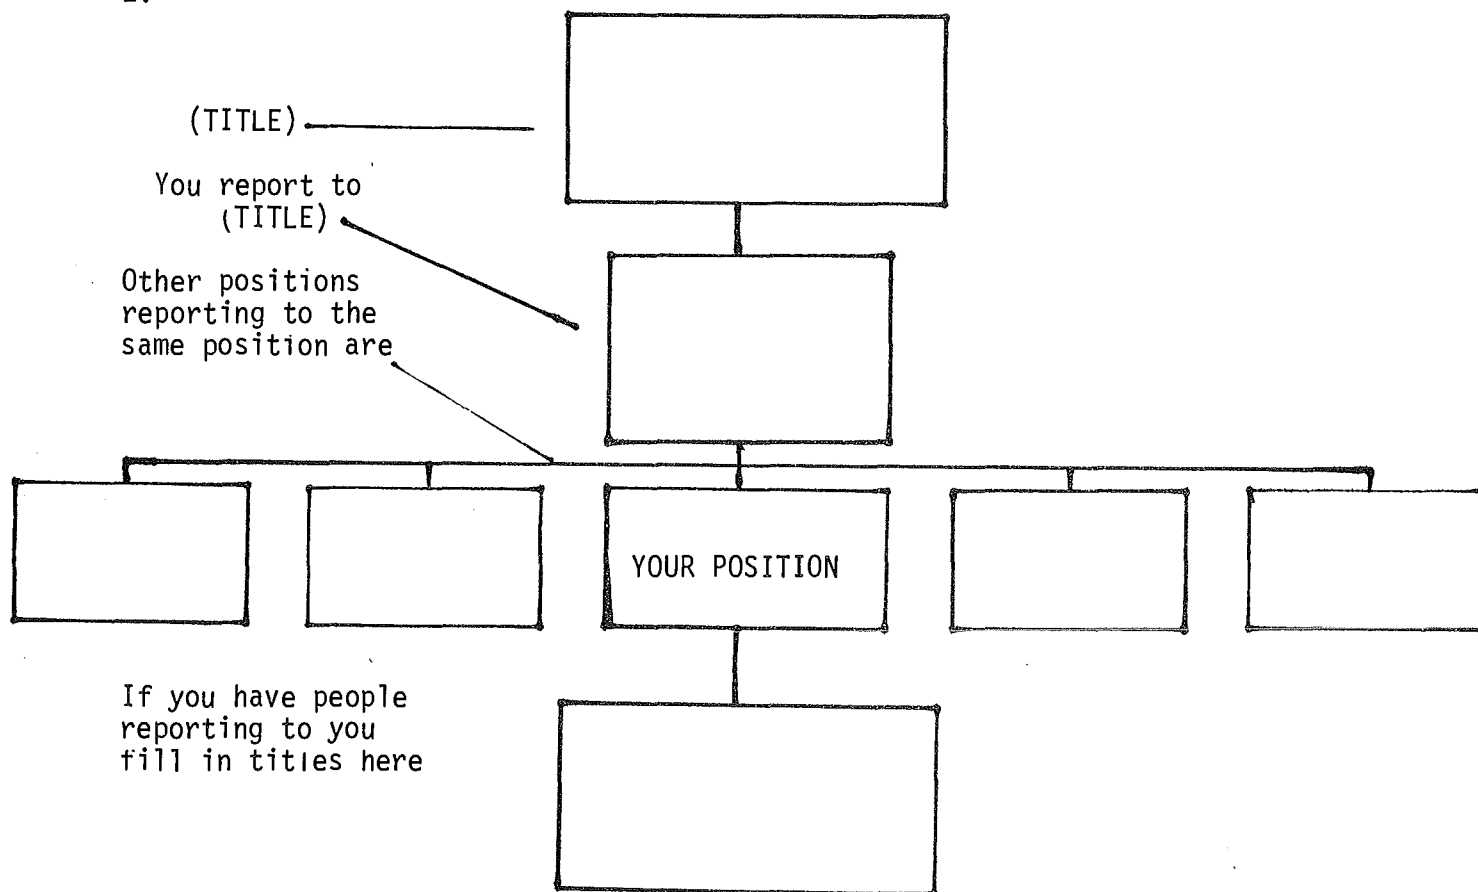 (TITLE)
You report to
(TITLE)
Other positions
reporting to the
same position are
YOUR POSITION
If you have people
reporting to you
fill in titles here